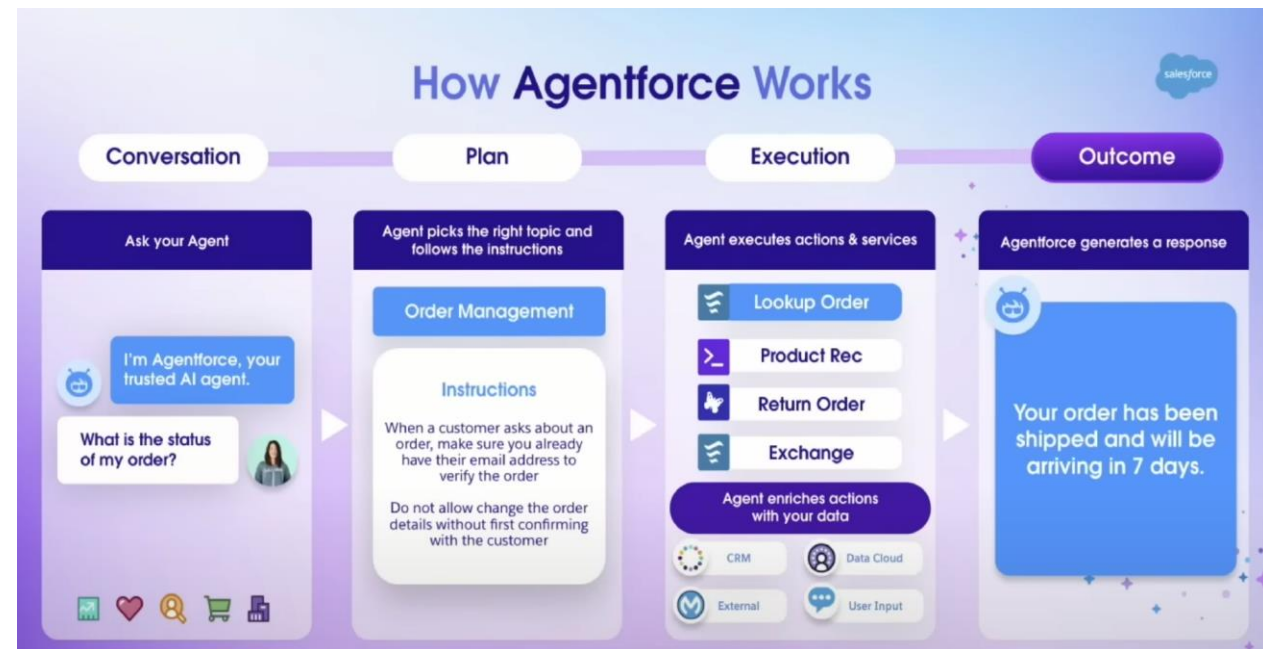 How Agentforce Works
salesforce
Conversation
Plan
Execution
Outcome
Ask your Agent
I'm Agentforce, your
trusted AI agent.
What is the status
of my order?
Agent picks the right topic and
follows the instructions
Order Management
Instructions
When a customer asks about an
order, make sure you already
have their email address to
verify the order
Do not allow change the order
details without first confirming
with the customer
Agent executes actions & services
Lookup Order
Product Rec
Return Order
Exchange
Agent enriches actions
with your data
CRM
Data Cloud
External
User Input
Agentforce generates a response
Your order has been
shipped and will be
arriving in 7 days.